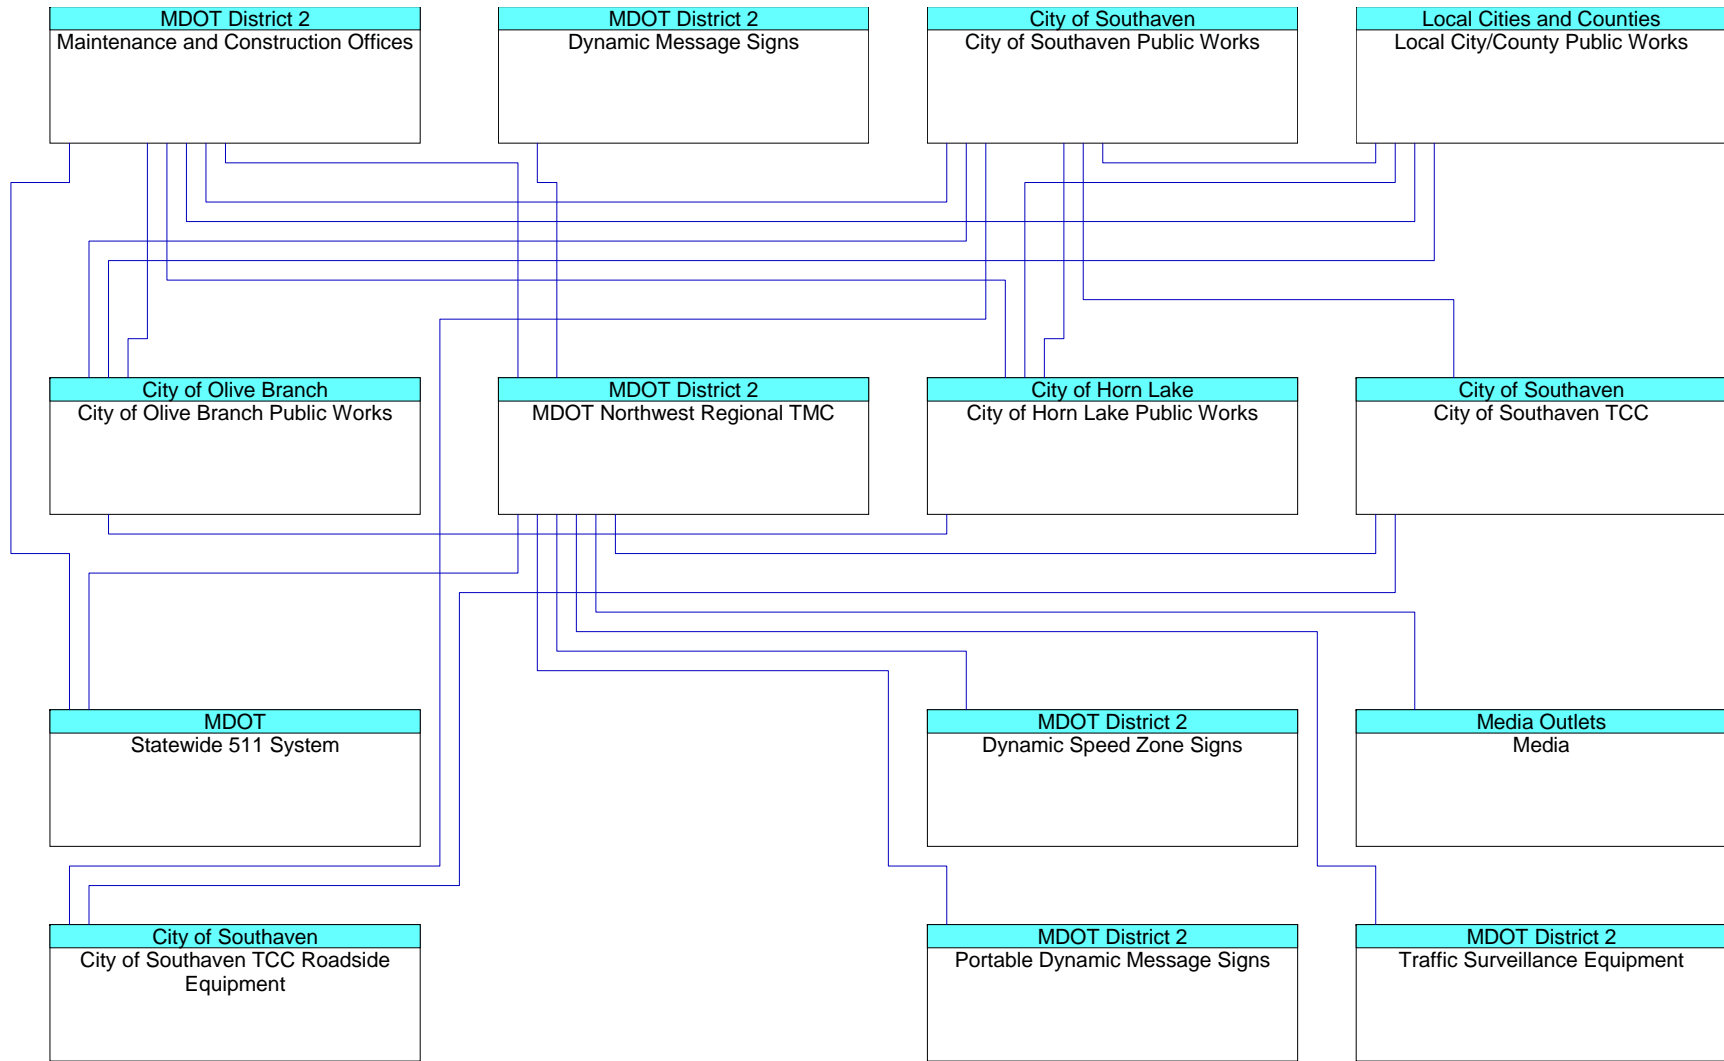 MDOT District 2
Maintenance and Construction Offices
MDOT District 2
Dynamic Message Signs
City of Southaven
City of Southaven Public Works
Local Cities and Counties
Local City/County Public Works
City of Olive Branch
City of Olive Branch Public Works
MDOT District 2
MDOT Northwest Regional TMC
City of Horn Lake
City of Horn Lake Public Works
City of Southaven
City of Southaven TCC
MDOT
Statewide 511 System
MDOT District 2
Dynamic Speed Zone Signs
Media Outlets
Media
City of Southaven
City of Southaven TCC Roadside
Equipment
MDOT District 2
Portable Dynamic Message Signs
MDOT District 2
Traffic Surveillance Equipment